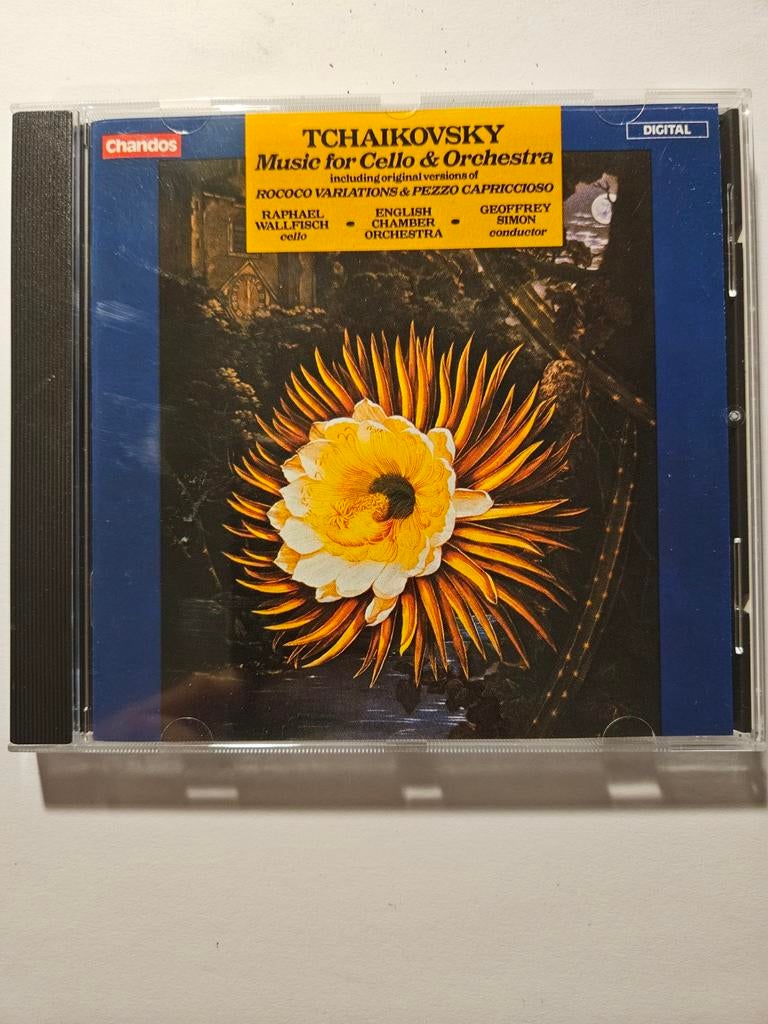 Chandos
DIGITAL
TCHAIKOVSKY
Music for Cello & Orchestra
including original versions of
ROCOCO VARIATIONS & PEZZO CAPRICCIOSO
RAPHAEL
WALLFISCH
cello
ENGLISH
CHAMBER
ORCHESTRA
GEOFFREY
SIMON
conductor